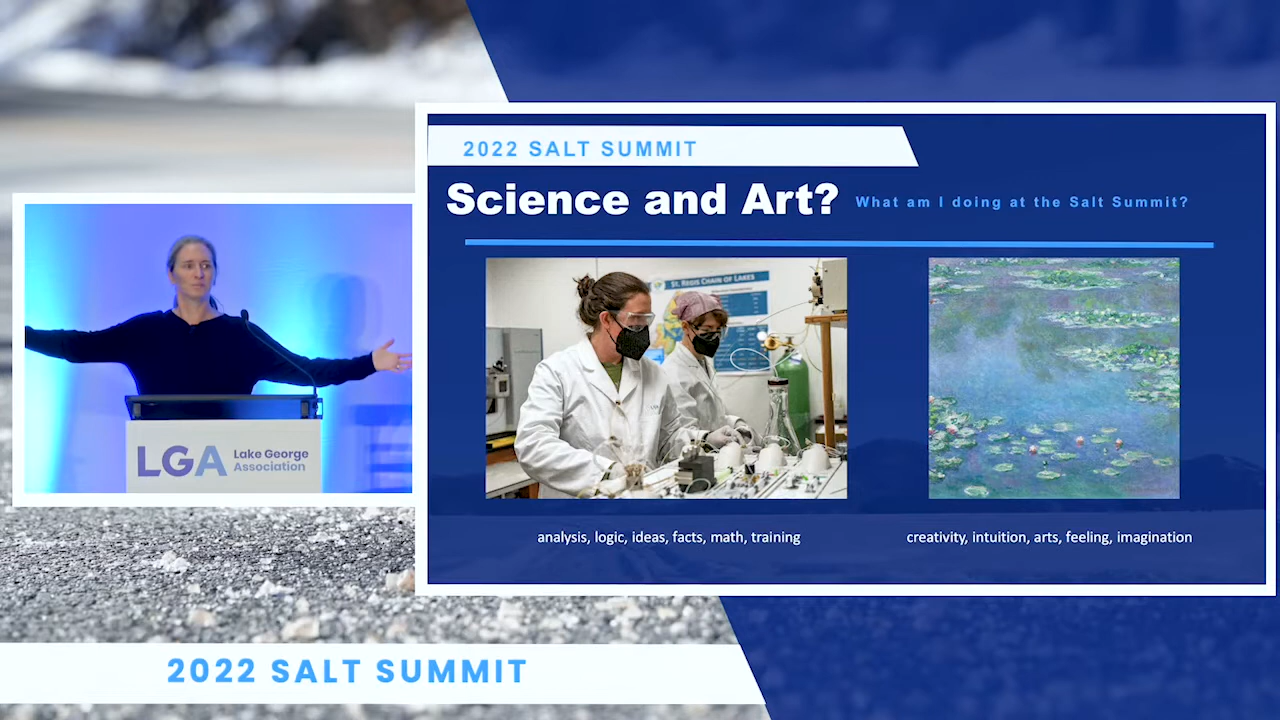 2022 SALT SUMMIT
Science and Art? What am I doing at the Salt Summit?
ST. REGIS CHAIN OF LAKES
analysis, logic, ideas, facts, math, training
creativity, intuition, arts, feeling, imagination
LGA Lake George
Association
2022 SALT SUMMIT